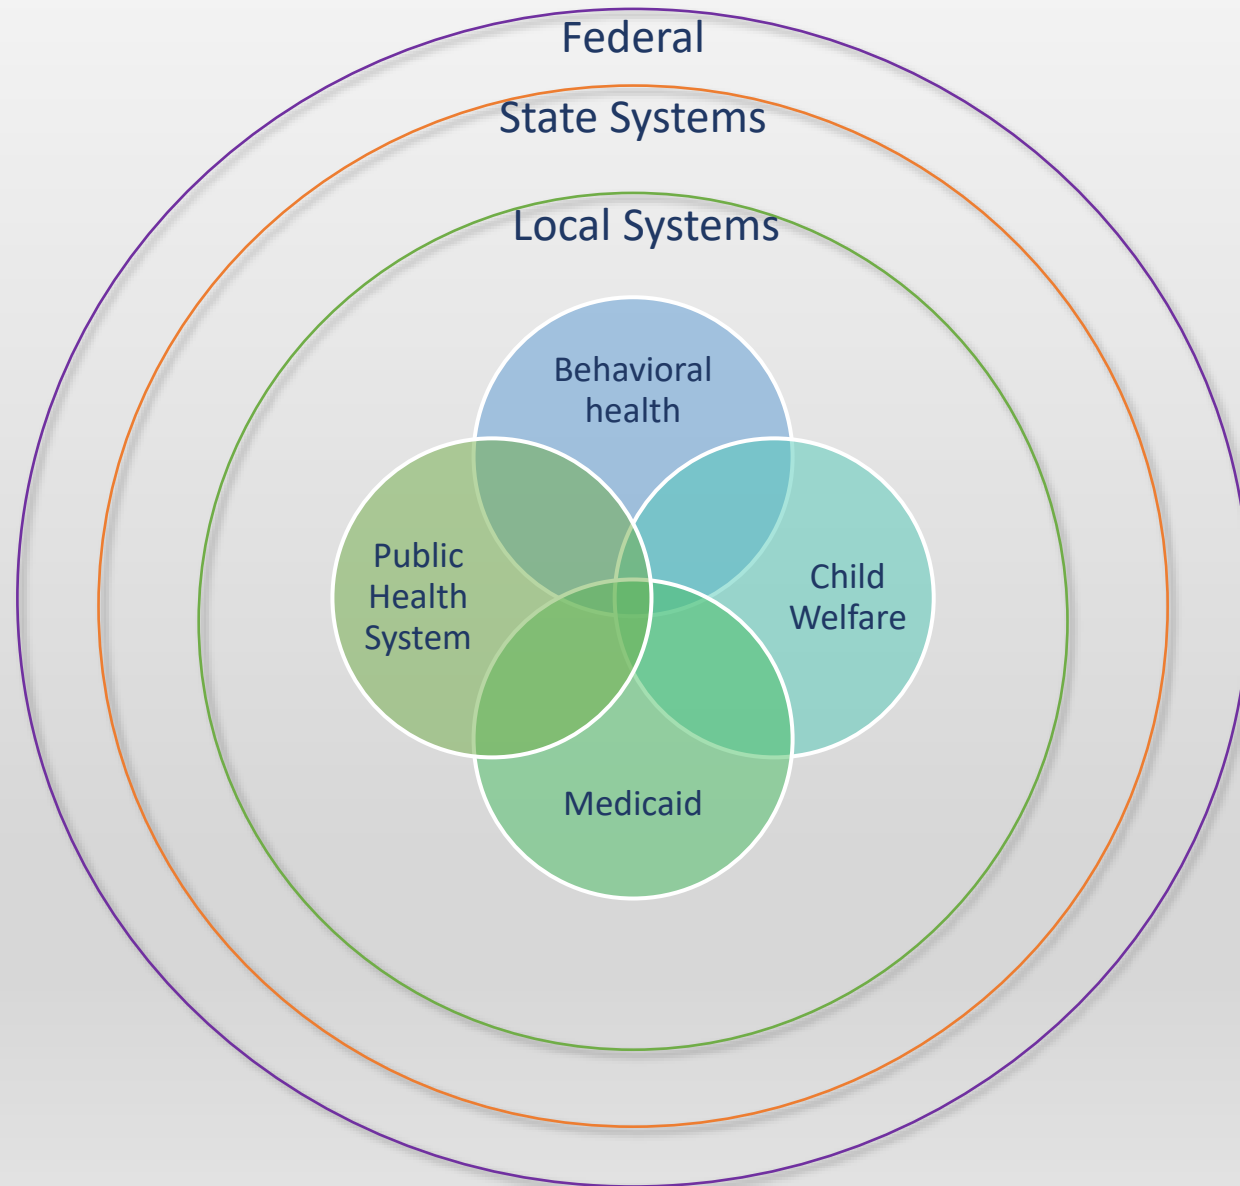 Federal
State Systems
Local Systems
Behavioral
health
Public
Health
System
Child
Welfare
Medicaid